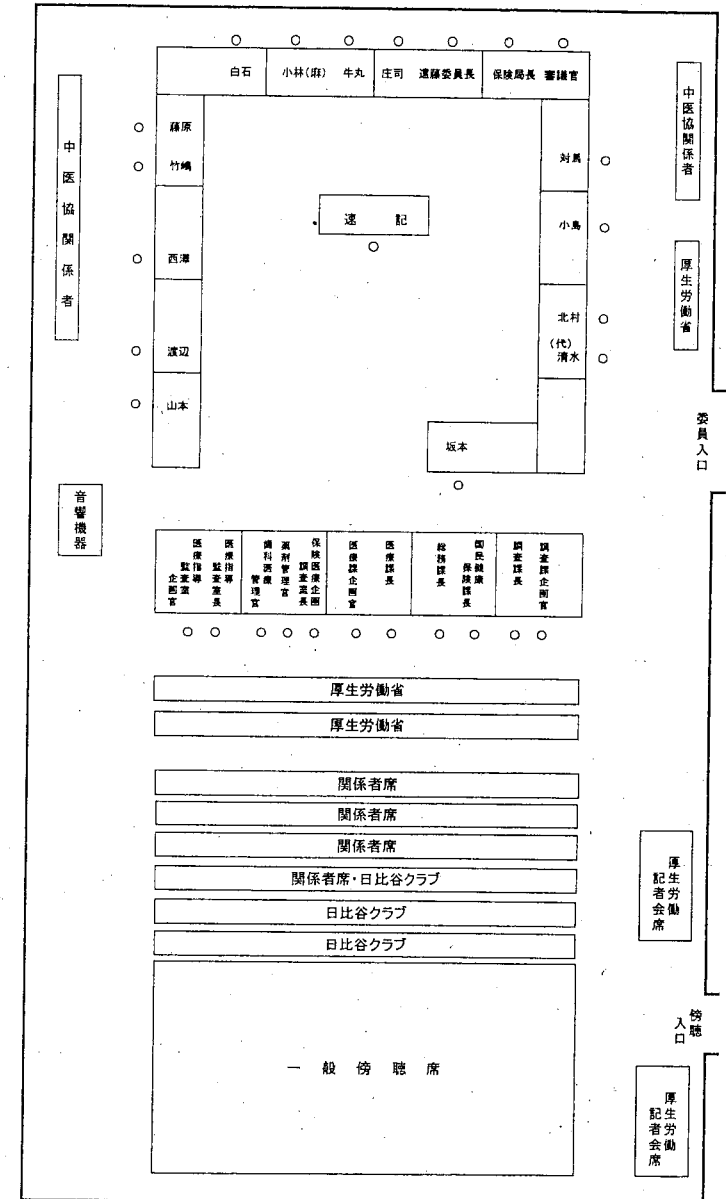 白石 小林(麻) 牛丸 庄司 遠藤委員長 保険局長 審議官
中医協関係者
藤原
竹嶋
西澤
渡辺
山本
速 記
対馬
小島
北村
(代)
清水
坂本
中医協関係者
厚生労働省
委員入口
音響機器
医療指導監査室企画官
医療指導監査室長
歯科医療管理官
薬剤管理官
保険医療企画調査室長
医療課企画官
医療課長
総務課長
国民健康保険課長
調査課長
調査課企画官
厚生労働省
厚生労働省
関係者席
関係者席
関係者席
関係者席・日比谷クラブ
日比谷クラブ
日比谷クラブ
厚生労働記者会席
傍聴入口
一 般 傍 聴 席
厚生労働記者会席